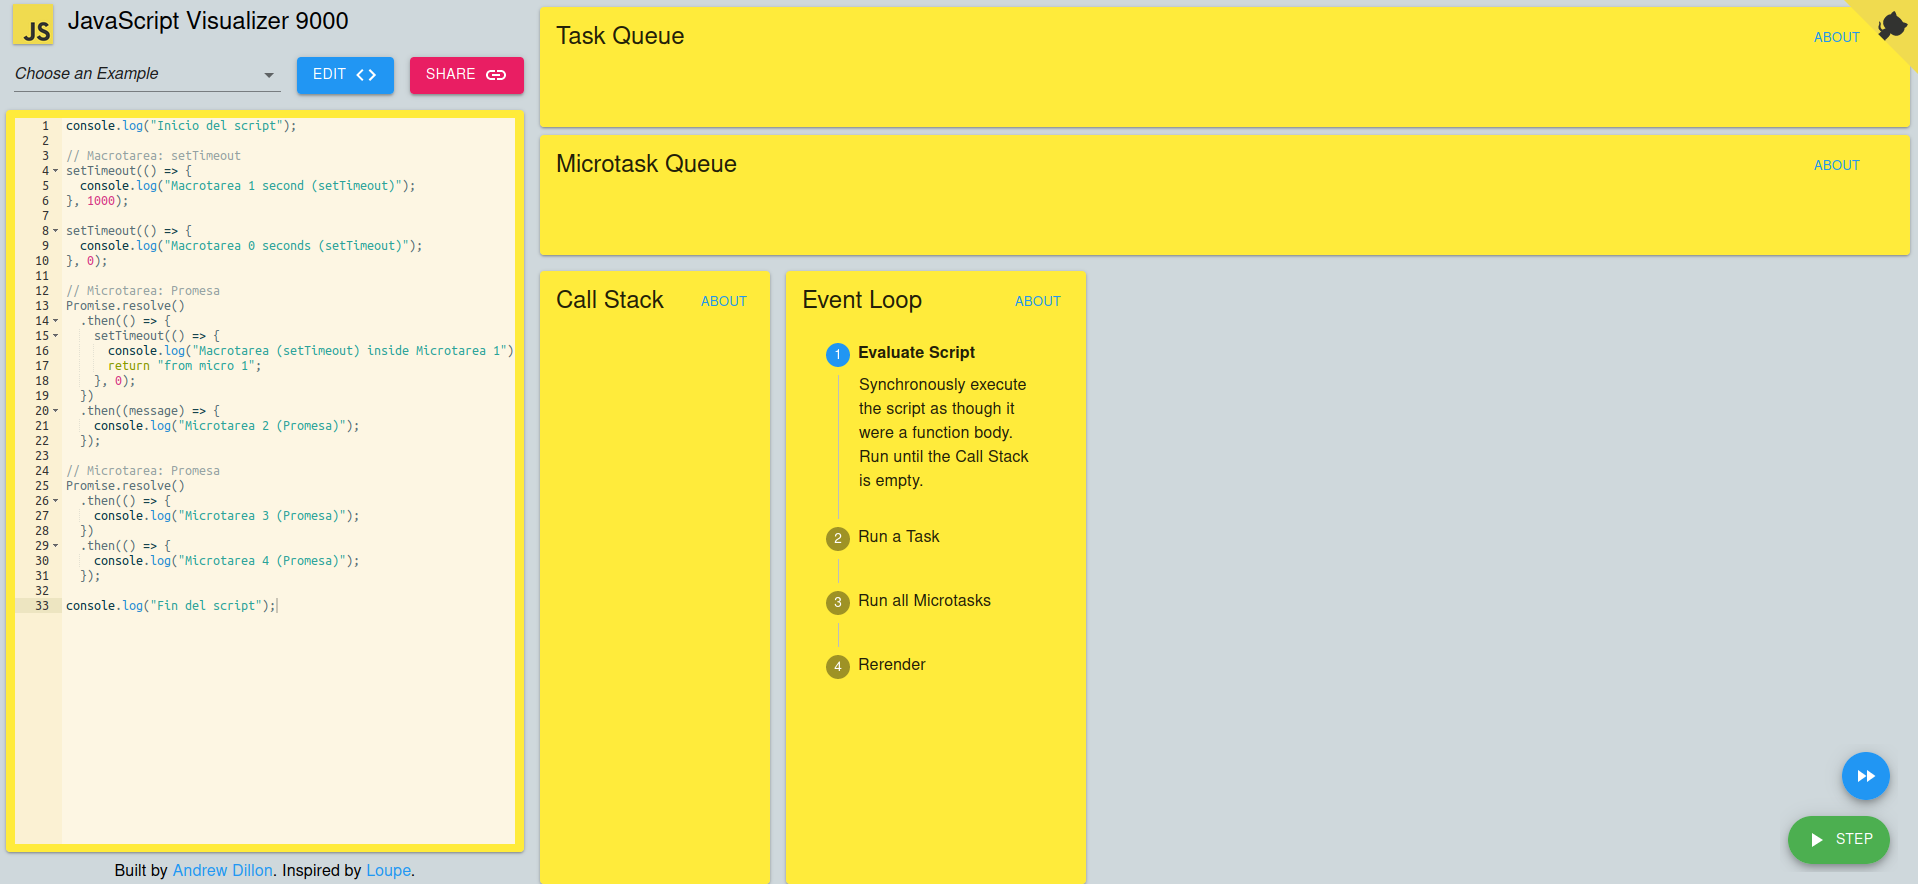 JS
JavaScript Visualizer 9000
Choose an Example
EDIT
SHARE
1 console.log("Inicio del script");
2
3 // Macrotarea: setTimeout
4 setTimeout(() => {
5   console.log("Macrotarea 1 second (setTimeout)");
6 }, 1000);
7
8 setTimeout(() => {
9   console.log("Macrotarea 0 seconds (setTimeout)");
10 }, 0);
11
12 // Microtarea: Promesa
13 Promise.resolve()
14   .then(() => {
15     setTimeout(() => {
16       console.log("Macrotarea (setTimeout) inside Microtarea 1")
17       return "from micro 1";
18     }, 0);
19   })
20   .then((message) => {
21     console.log("Microtarea 2 (Promesa)");
22   });
23
24 // Microtarea: Promesa
25 Promise.resolve()
26   .then(() => {
27     console.log("Microtarea 3 (Promesa)");
28   })
29   .then(() => {
30     console.log("Microtarea 4 (Promesa)");
31   });
32
33 console.log("Fin del script");
Built by Andrew Dillon. Inspired by Loupe.
Task Queue
ABOUT
Microtask Queue
ABOUT
Call Stack
ABOUT
Event Loop
ABOUT
1 Evaluate Script
Synchronously execute
the script as though it
were a function body.
Run until the Call Stack
is empty.
2 Run a Task
3 Run all Microtasks
4 Rerender
STEP